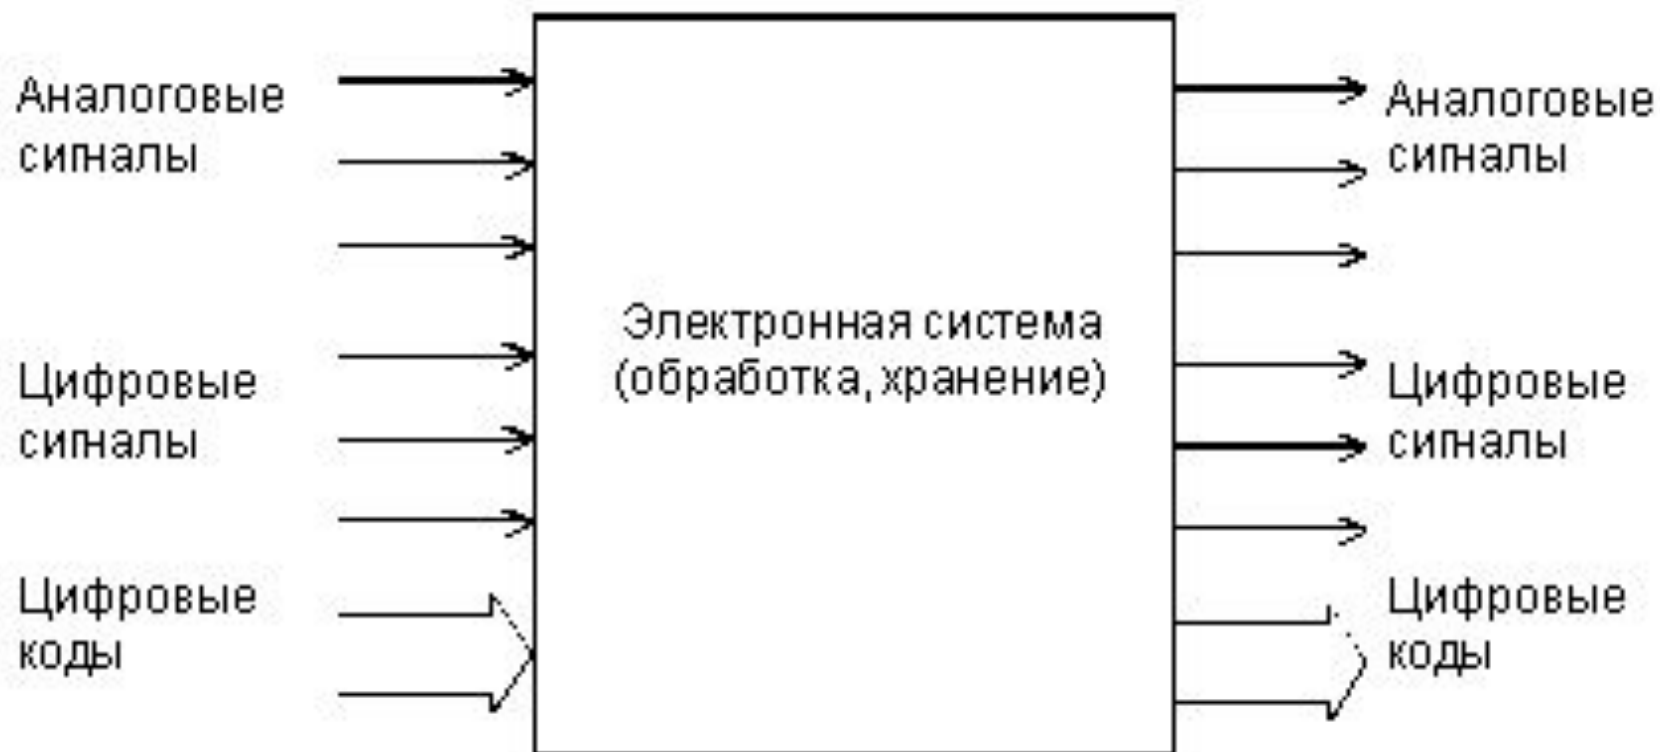 Аналоговые
сигналы
Цифровые
сигналы
Цифровые
коды
Электронная система
(обработка, хранение)
Аналоговые
сигналы
Цифровые
сигналы
Цифровые
коды